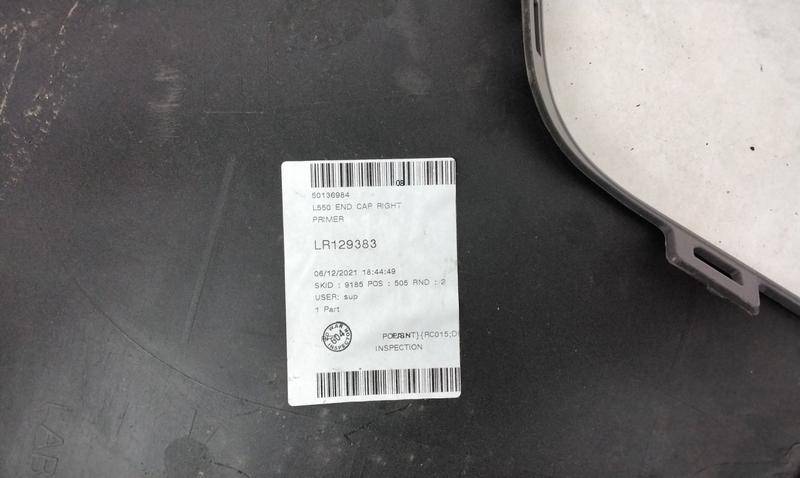 08
50136984
L550 END CAP RIGHT
PRIMER
LR129383
06/12/2021 18:44:49
SKID : 9185 POS : 505 RND : 2
USER: sup
1 Part
004
INSPECTION